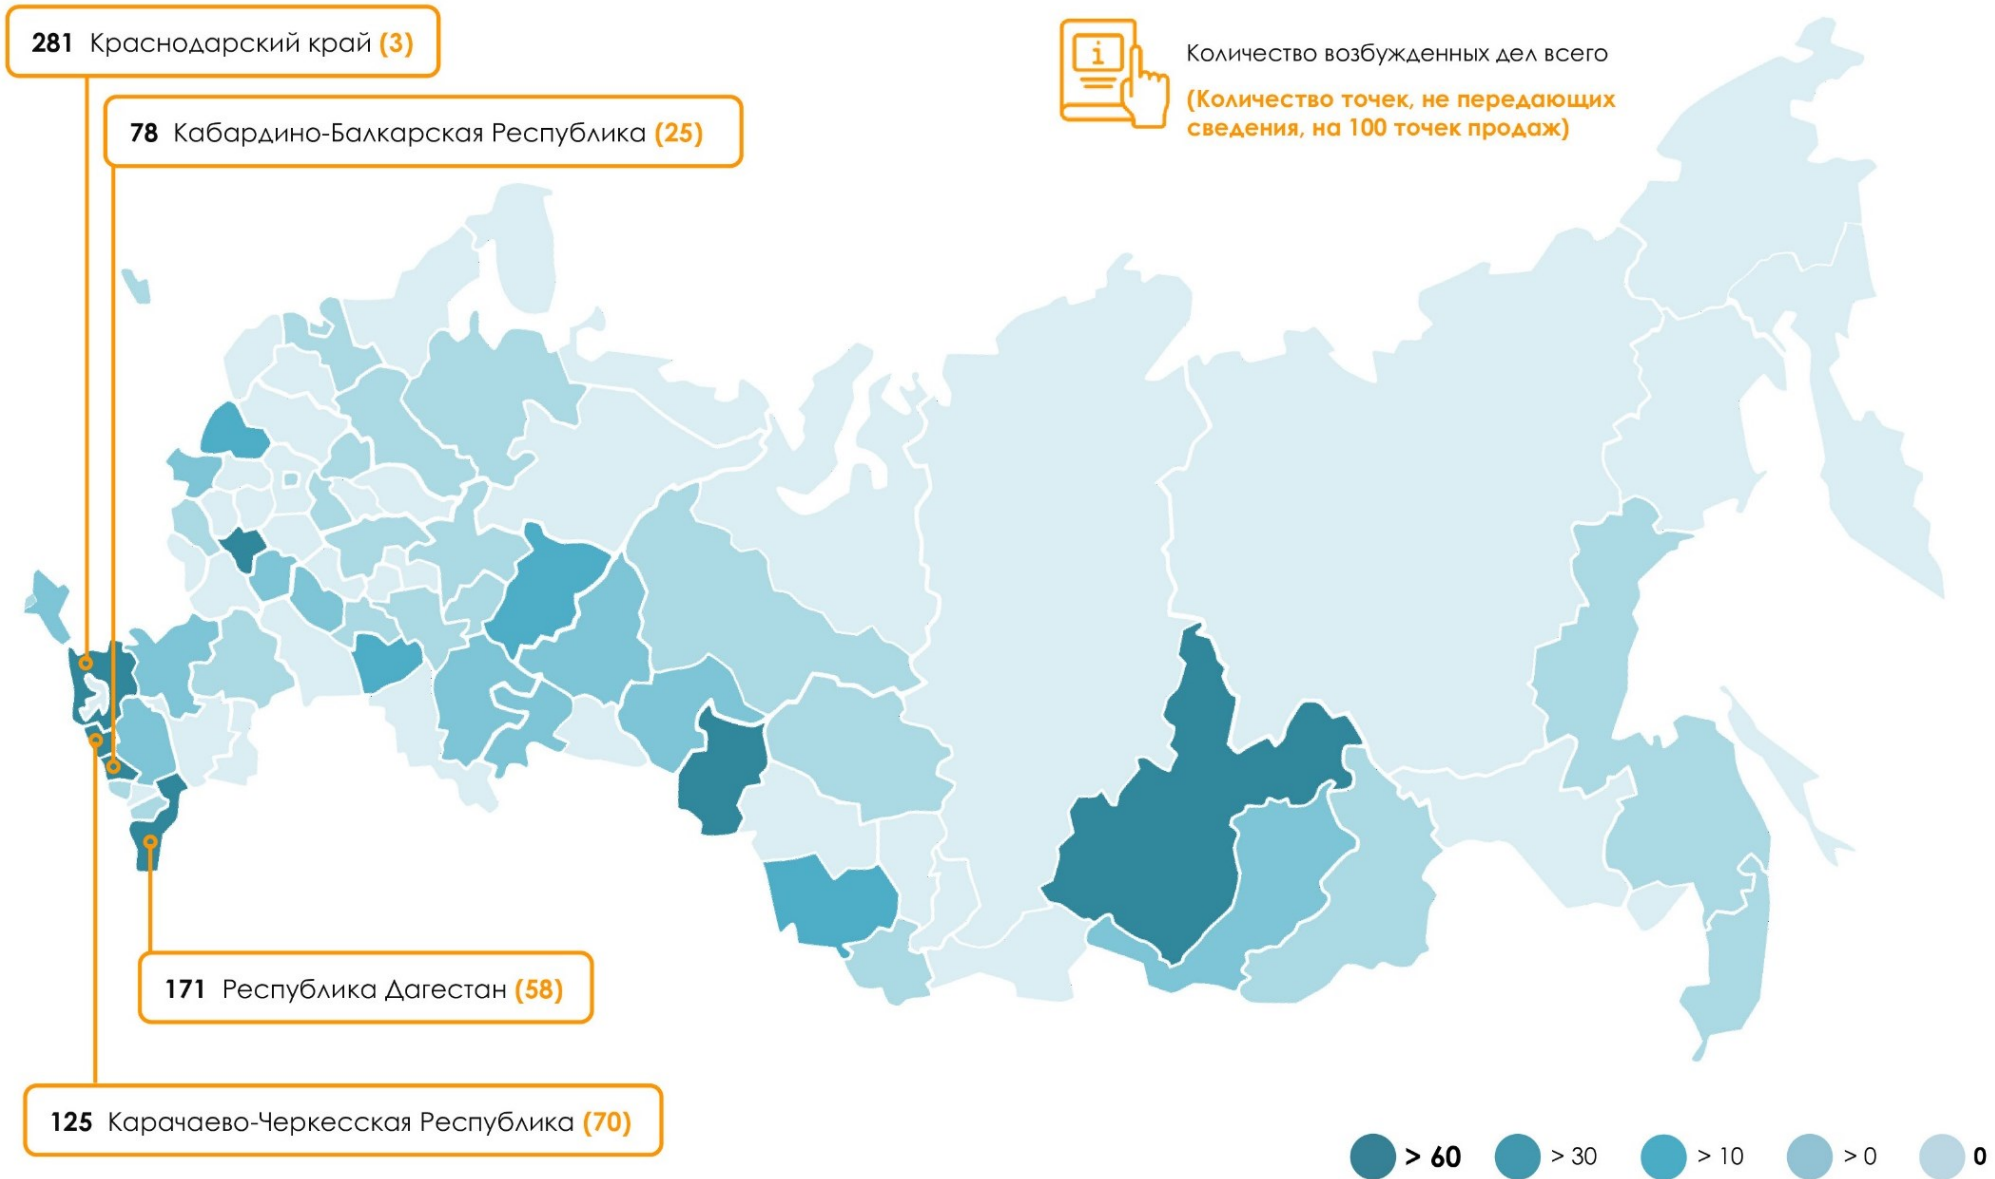 281 Краснодарский край (3)
78 Кабардино-Балкарская Республика (25)
i
Количество возбужденных дел всего
(Количество точек, не передающих
сведения, на 100 точек продаж)
171 Республика Дагестан (58)
125 Карачаево-Черкесская Республика (70)
> 60 > 30 > 10 > 0 0